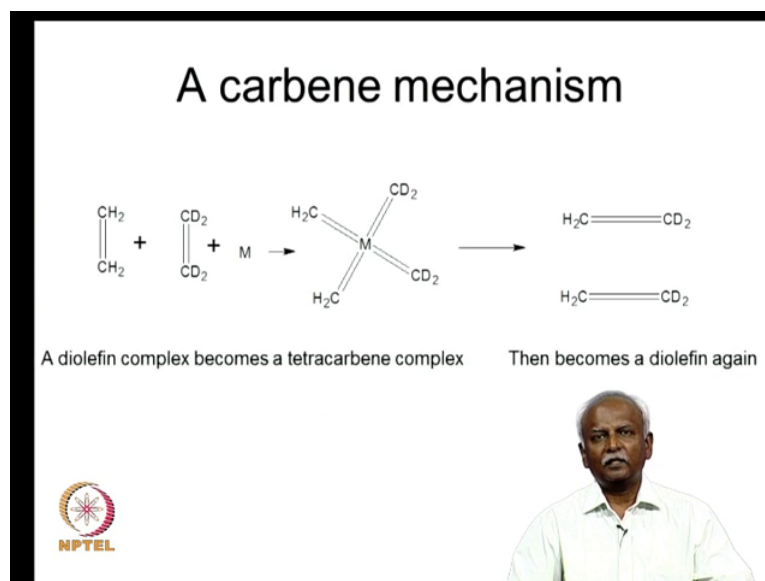 A carbene mechanism
CH2 + CD2 + M
CH2 CD2
H2C CD2
M
H2C CD2
H2C CD2
H2C CD2
A diolefin complex becomes a tetracarbene complex
Then becomes a diolefin again
NPTEL